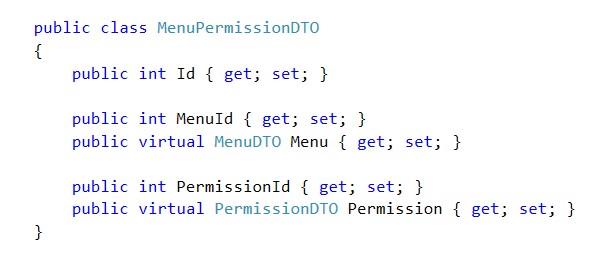 public class MenuPermissionDTO
{
public int Id { get; set; }
public int MenuId { get; set; }
public virtual MenuDTO Menu { get; set; }
public int PermissionId { get; set; }
public virtual PermissionDTO Permission { get; set; }
}